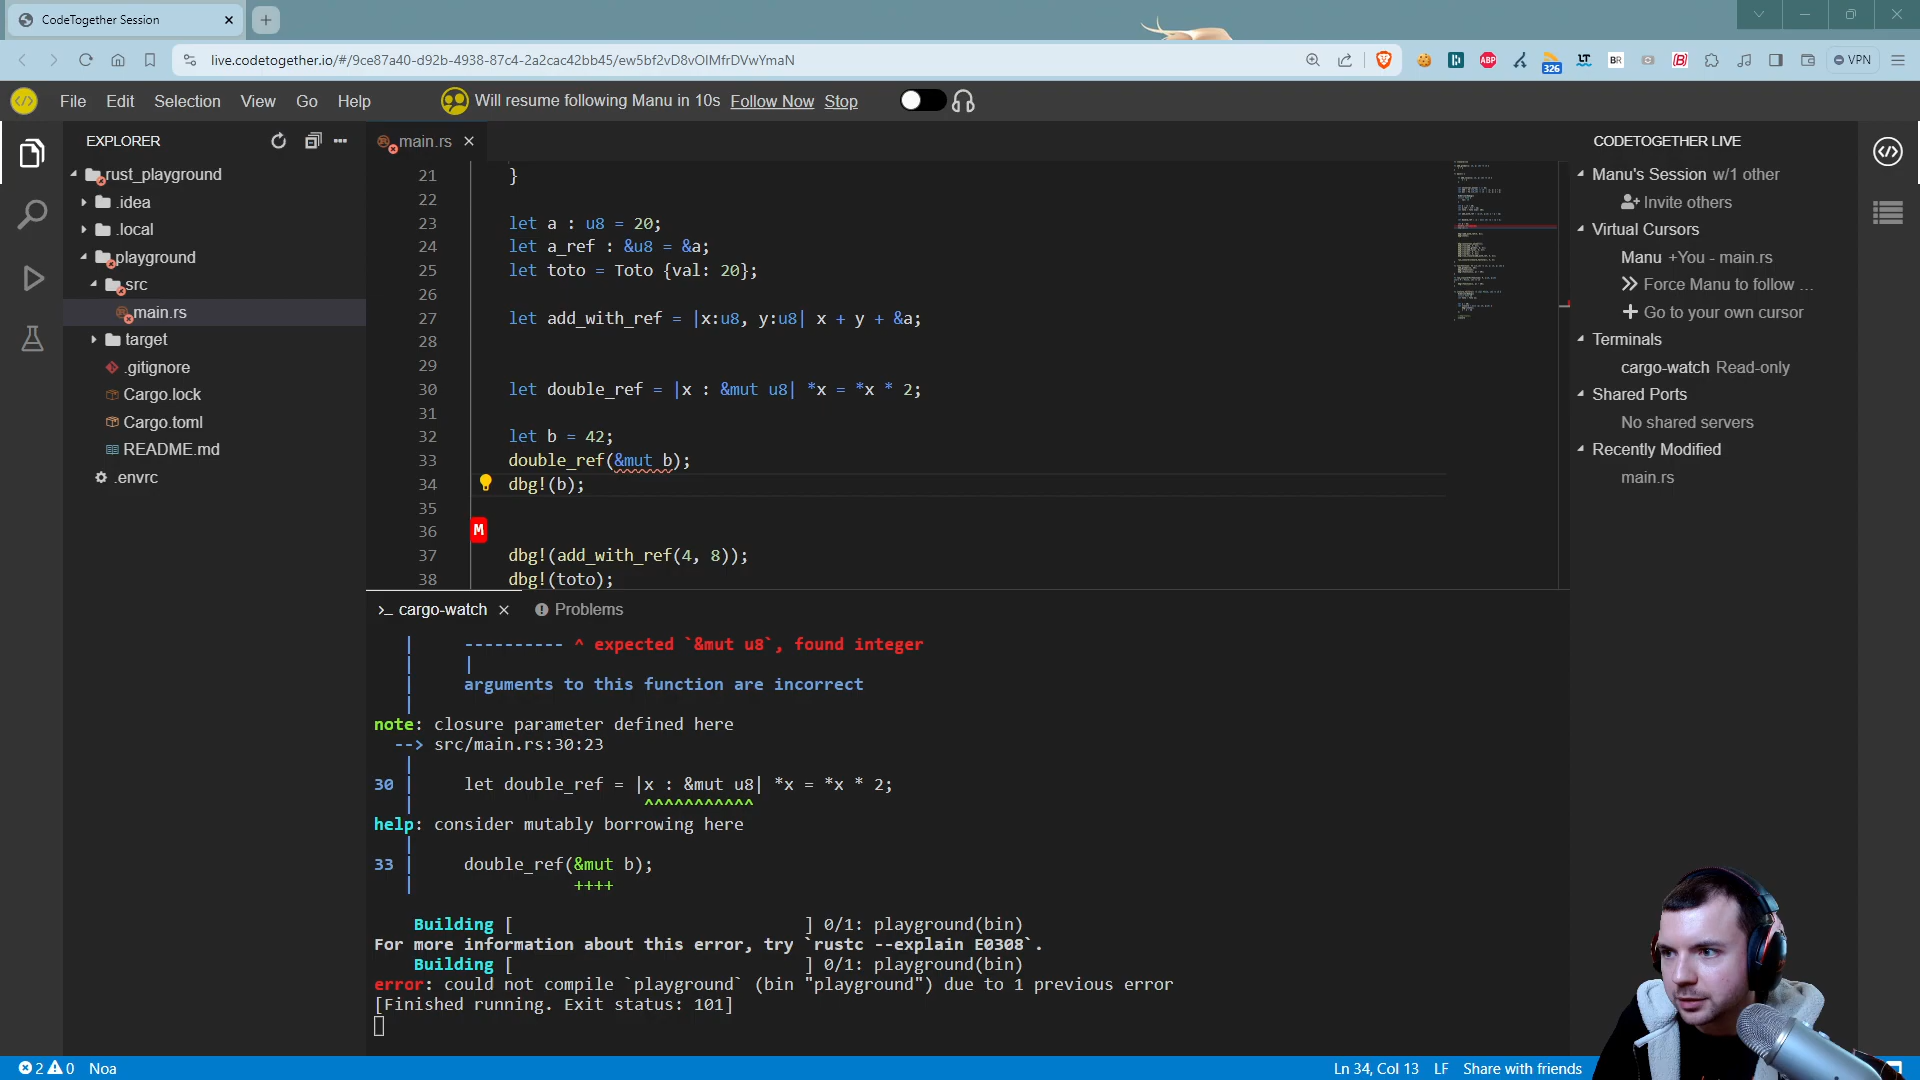 CodeTogether Session
live.codetogether.io/#/9ce87a40-d92b-4938-87c4-2a2cac42bb45/ew5bf2vD8vOIMfrDVwYmaN
ABP
326
LT
BR
VPN
File Edit Selection View Go Help
Will resume following Manu in 10s Follow Now Stop
EXPLORER
rust_playground
.idea
.local
playground
src
main.rs
target
.gitignore
Cargo.lock
Cargo.toml
README.md
.envrc
main.rs
21 }
22
23 let a : u8 = 20;
24 let a_ref : &u8 = &a;
25 let toto = Toto {val: 20};
26
27 let add_with_ref = |x:u8, y:u8| x + y + &a;
28
29
30 let double_ref = |x : &mut u8| *x = *x * 2;
31
32 let b = 42;
33 double_ref(&mut b);
34 dbg!(b);
35
36 M
37 dbg!(add_with_ref(4, 8));
38 dbg!(toto);
>_ cargo-watch Problems
| ---------- ^ expected `&mut u8`, found integer
| |
| arguments to this function are incorrect
|
note: closure parameter defined here
--> src/main.rs:30:23
|
30 | let double_ref = |x : &mut u8| *x = *x * 2;
| ^^^^^^^^^^^
help: consider mutably borrowing here
|
33 | double_ref(&mut b);
| ++++
Building [ ] 0/1: playground(bin)
For more information about this error, try `rustc --explain E0308`.
Building [ ] 0/1: playground(bin)
error: could not compile `playground` (bin "playground") due to 1 previous error
[Finished running. Exit status: 101]
CODETOGETHER LIVE
Manu's Session w/1 other
Invite others
Virtual Cursors
Manu +You - main.rs
Force Manu to follow ...
Go to your own cursor
Terminals
cargo-watch Read-only
Shared Ports
No shared servers
Recently Modified
main.rs
2 0 Noa
Ln 34, Col 13 LF Share with friends